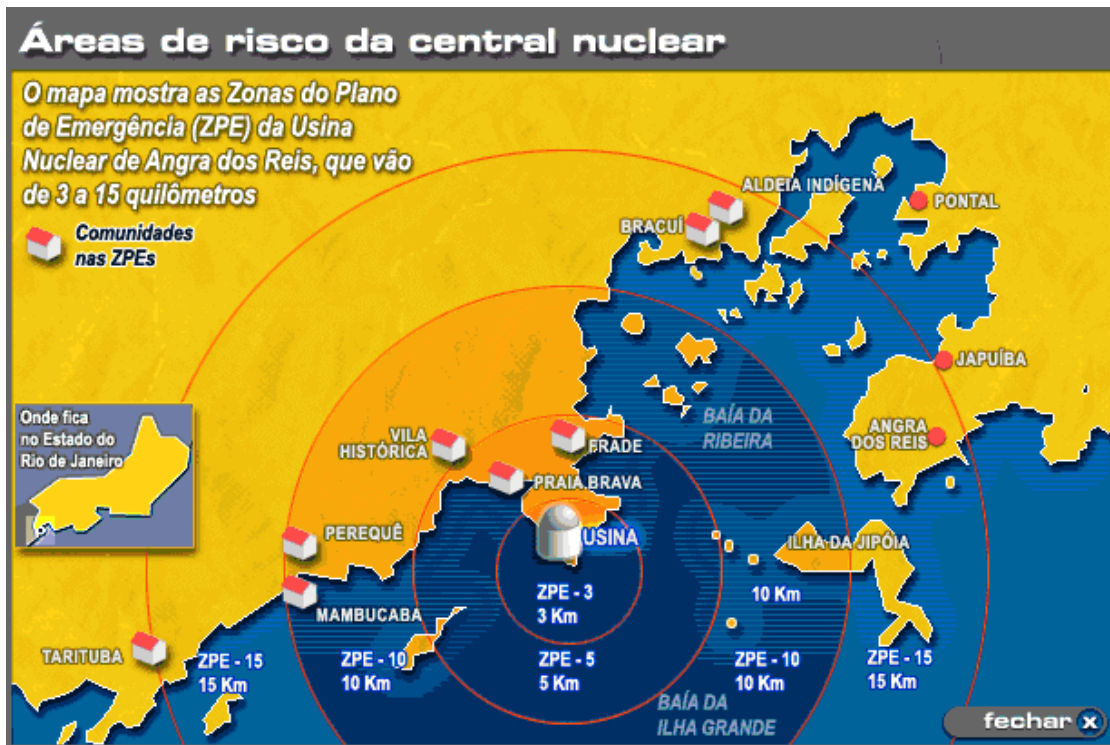 Áreas de risco da central nuclear
O mapa mostra as Zonas do Plano
de Emergência (ZPE) da Usina
Nuclear de Angra dos Reis, que vão
de 3 a 15 quilômetros
Comunidades
nas ZPEs
ALDEIA INDÍGENA
PONTAL
BRACUÍ
JAPUÍBA
Onde fica
no Estado do
Rio de Janeiro
BAÍA DA
RIBEIRA
ANGRA
DOS REIS
VILA
HISTÓRICA
FRADE
PRAIA BRAVA
PEREQUÊ
USINA
ILHA DA JIPÓIA
ZPE - 3
3 Km
10 Km
MAMBUCABA
TARITUBA
ZPE - 15
15 Km
ZPE - 10
10 Km
ZPE - 5
5 Km
ZPE - 10
10 Km
ZPE - 15
15 Km
BAÍA DA
ILHA GRANDE
fechar x